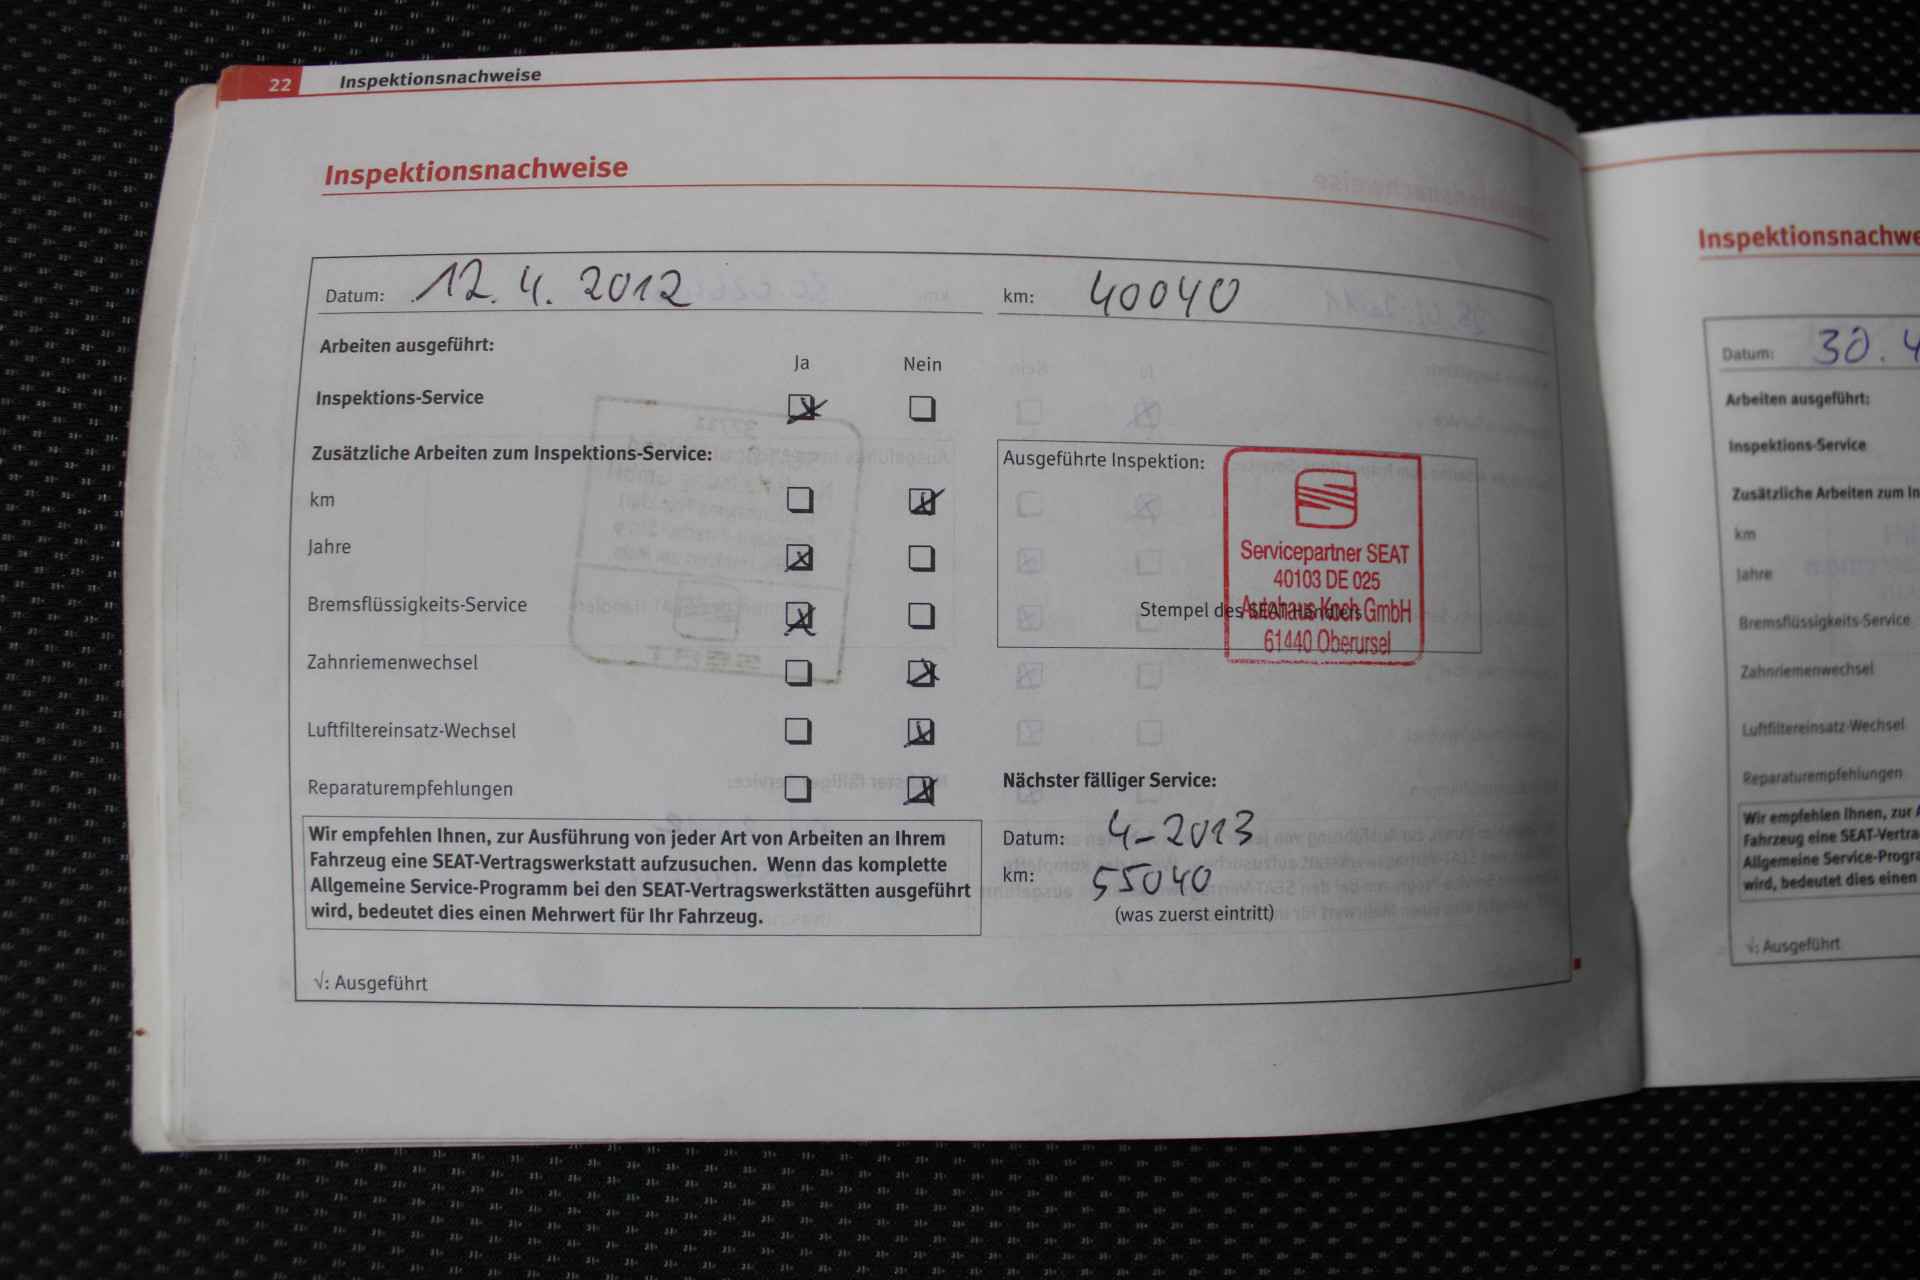 22 Inspektionsnachweise
Inspektionsnachweise
Datum: 12.4.2012 km: 40040
Arbeiten ausgeführt:
Ja Nein
Inspektions-Service
Zusätzliche Arbeiten zum Inspektions-Service:
km
Jahre
Bremsflüssigkeits-Service
Zahnriemenwechsel
Luftfiltereinsatz-Wechsel
Reparaturempfehlungen
Wir empfehlen Ihnen, zur Ausführung von jeder Art von Arbeiten an Ihrem
Fahrzeug eine SEAT-Vertragswerkstatt aufzusuchen. Wenn das komplette
Allgemeine Service-Programm bei den SEAT-Vertragswerkstätten ausgeführt
wird, bedeutet dies einen Mehrwert für Ihr Fahrzeug.
√: Ausgeführt
Ausgeführte Inspektion:
Stempel des SEAT-Händlers
Servicepartner SEAT
40103 DE 025
Autohaus Koch GmbH
61440 Oberursel
Nächster fälliger Service:
Datum: 4-2013
km: 55040
(was zuerst eintritt)
Inspektionsnachwe
Datum: 30.4
Arbeiten ausgeführt:
Inspektions-Service
Zusätzliche Arbeiten zum In
km
Jahre
Bremsflüssigkeits-Service
Zahnriemenwechsel
Luftfiltereinsatz-Wechsel
Reparaturempfehlungen
Wir empfehlen Ihnen, zur A
Fahrzeug eine SEAT-Vertra
Allgemeine Service-Progra
wird, bedeutet dies einen
√: Ausgeführt